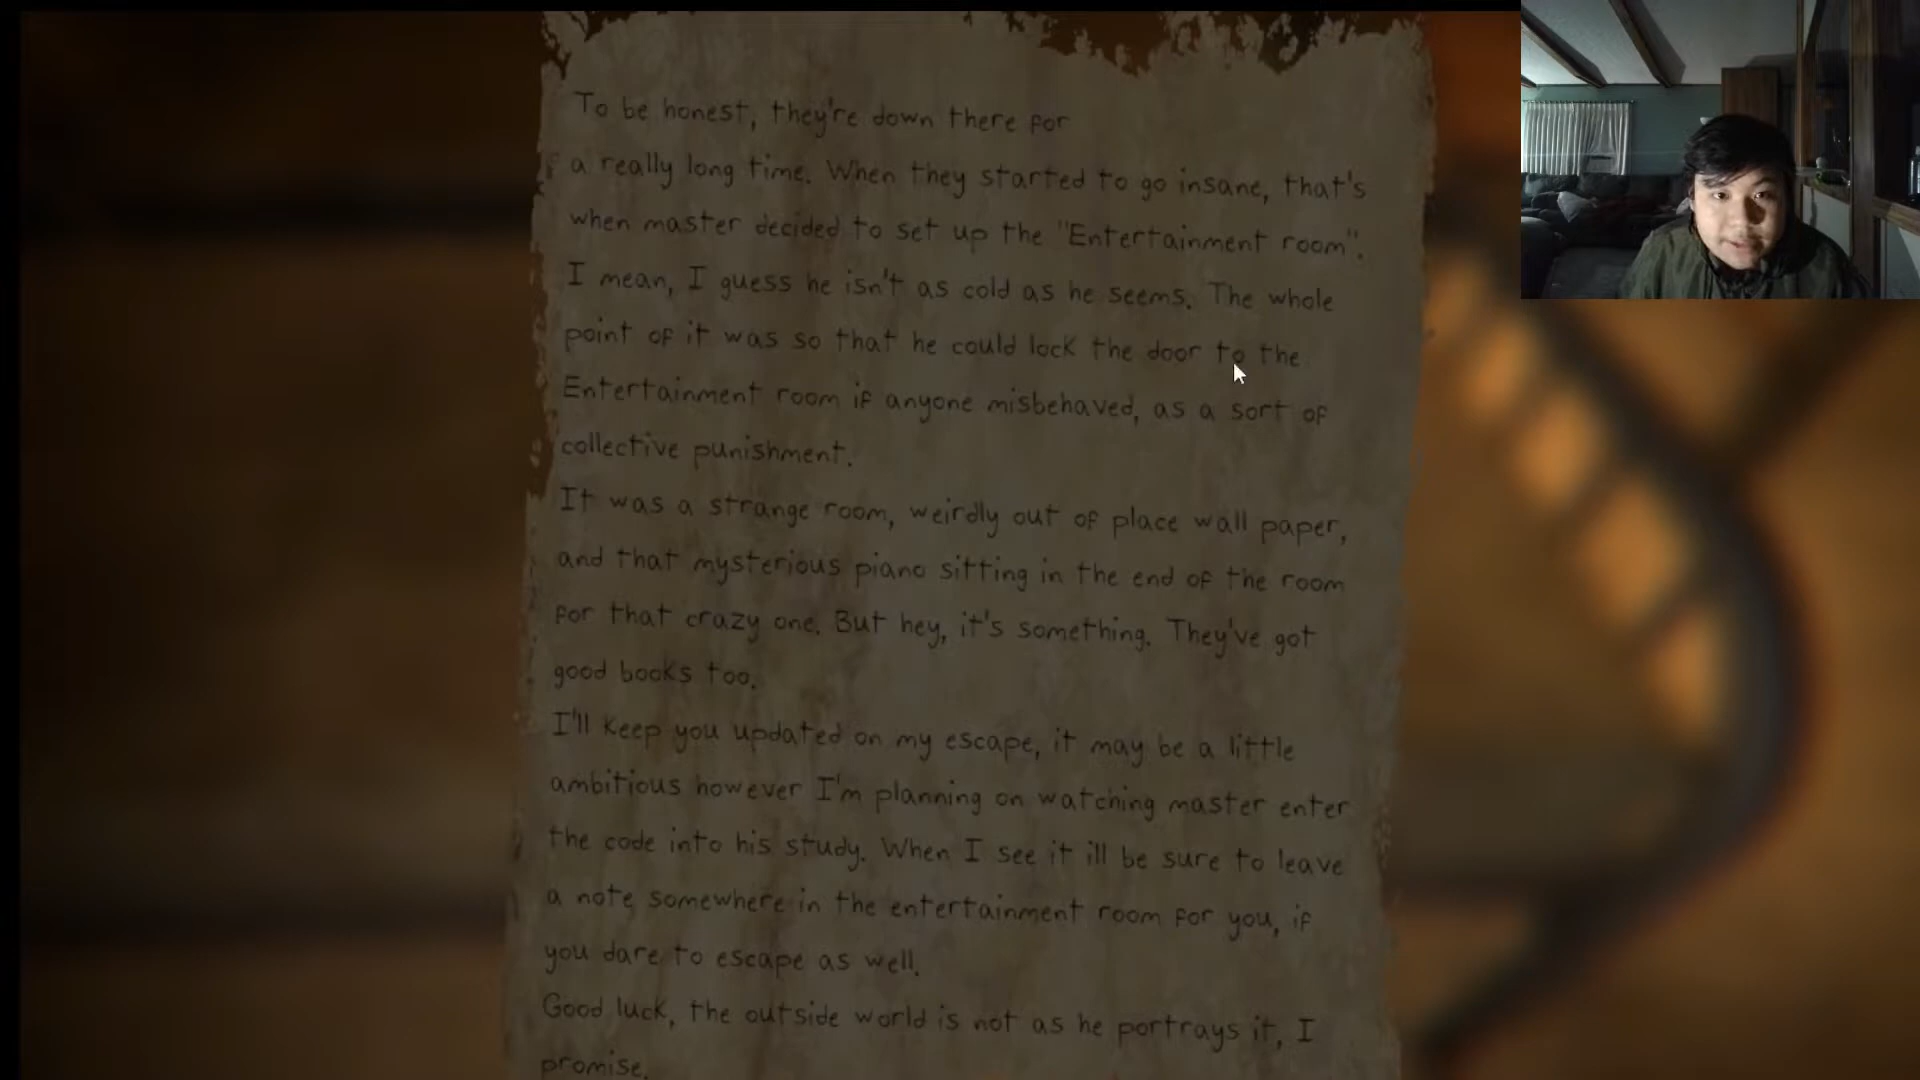 To be honest, they're down there for
a really long time. When they started to go insane, that's
when master decided to set up the "Entertainment room".
I mean, I guess he isn't as cold as he seems. The whole
point of it was so that he could lock the door to the
Entertainment room if anyone misbehaved, as a sort of
collective punishment.
It was a strange room, weirdly out of place wall paper,
and that mysterious piano sitting in the end of the room
for that crazy one. But hey, it's something. They've got
good books too.
I'll keep you updated on my escape, it may be a little
ambitious however I'm planning on watching master enter
the code into his study. When I see it ill be sure to leave
a note somewhere in the entertainment room for you, if
you dare to escape as well.
Good luck, the outside world is not as he portrays it, I
promise.